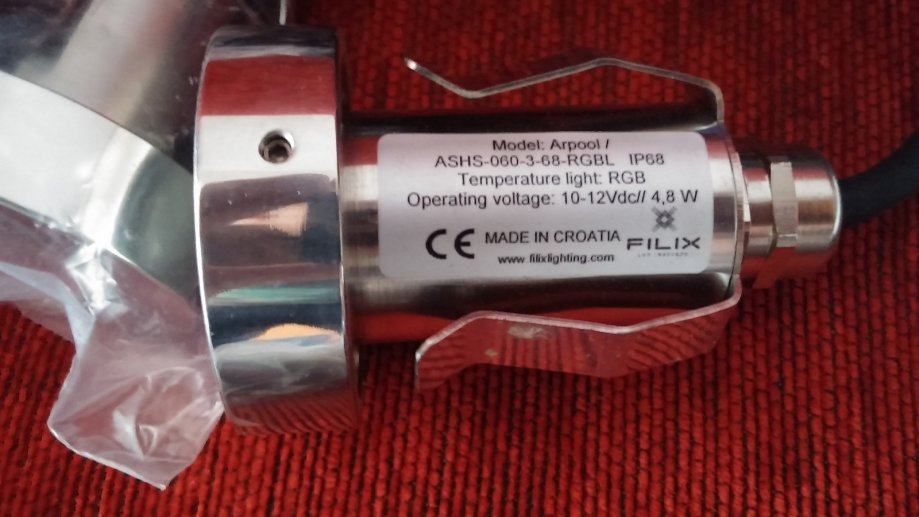 Model: Arpool /
ASHS-060-3-68-RGBL IP68
Temperature light: RGB
Operating voltage: 10-12Vdc// 4,8 W
CE MADE IN CROATIA FILIX
www.filixlighting.com